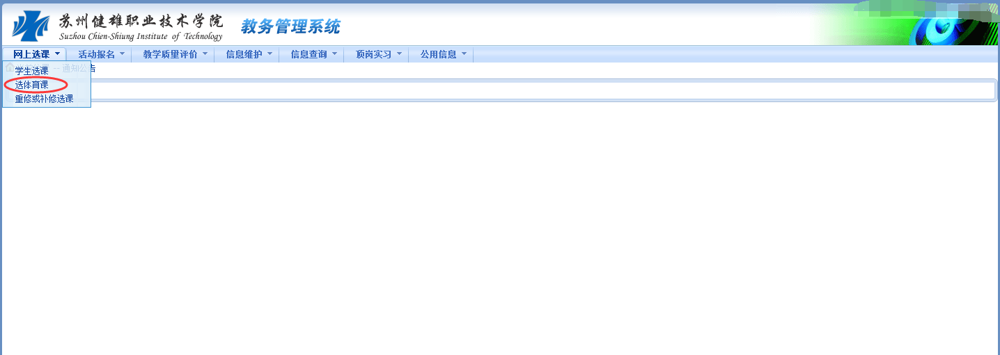 苏州健雄职业技术学院
Suzhou Chien-Shiung Institute of Technology
教务管理系统
网上选课 活动报名 教学质量评价 信息维护 信息查询 顶岗实习 公用信息
-- 通知公告
学生选课
选体育课
重修或补修选课